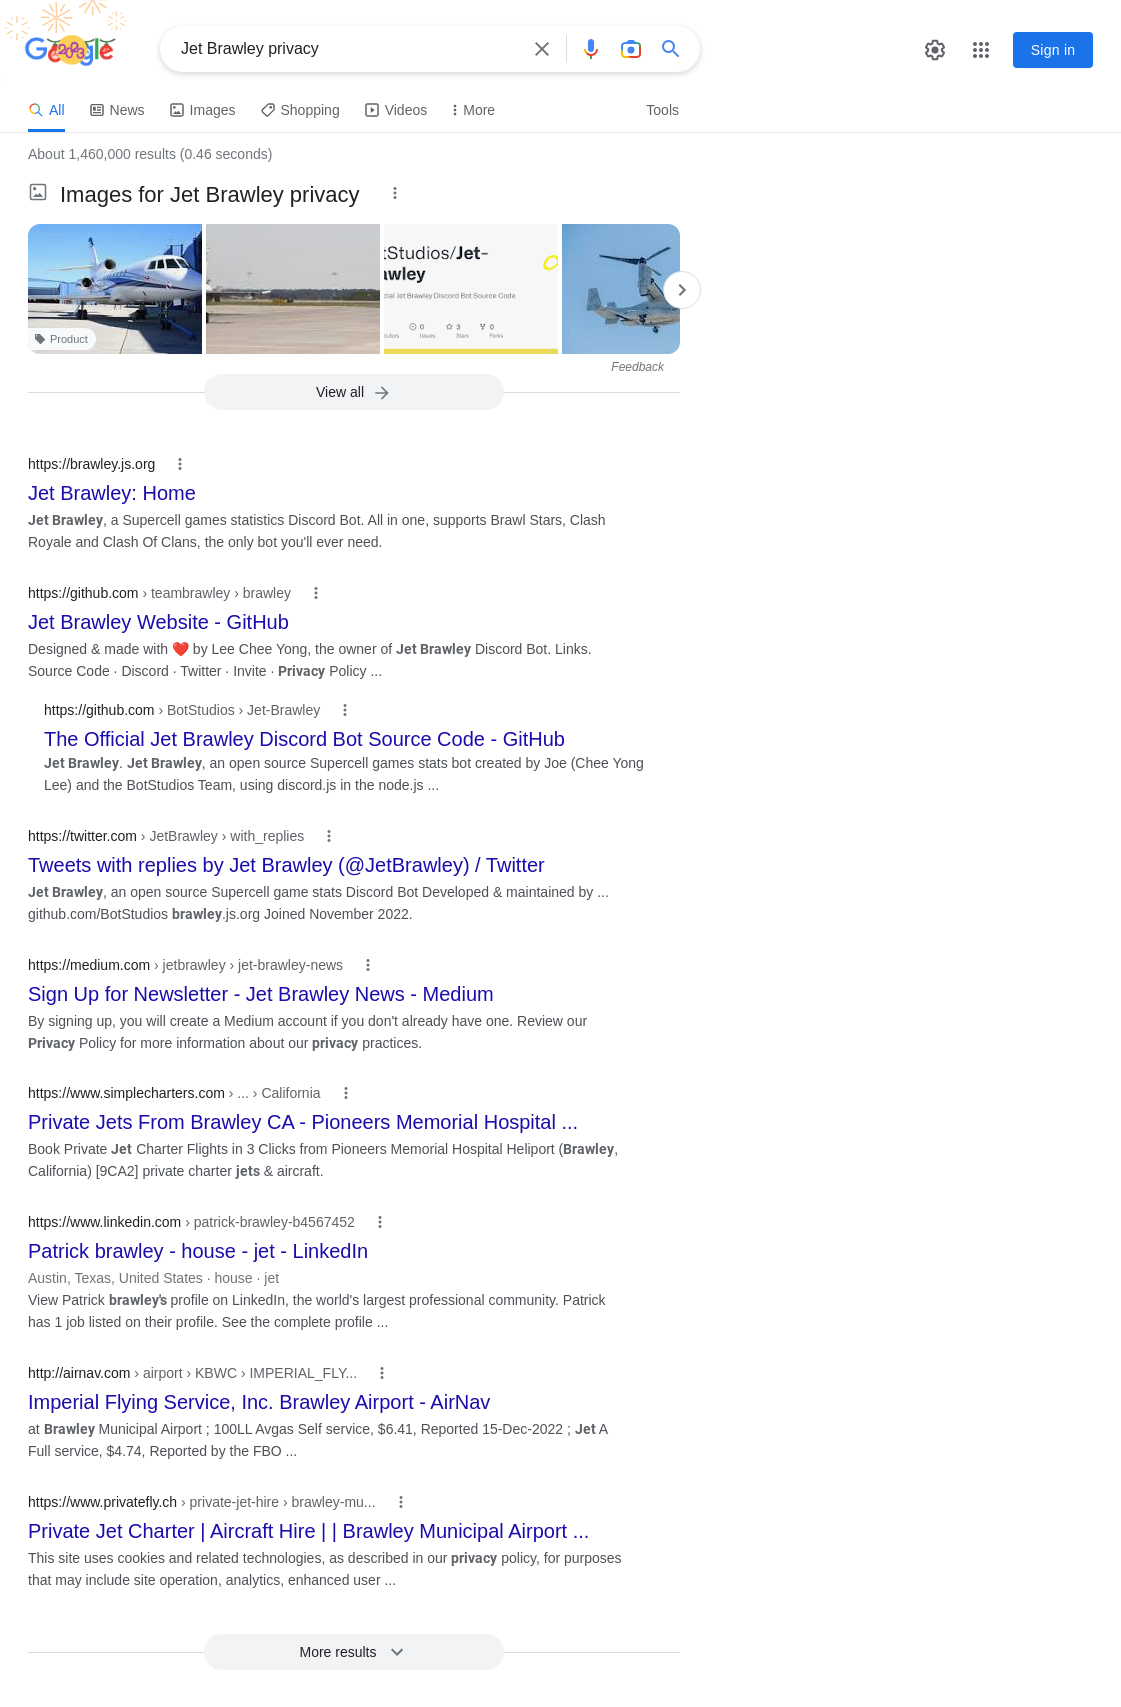 Google
2023
Jet Brawley privacy
Sign in
All
News
Images
Shopping
Videos
More
Tools
About 1,460,000 results (0.46 seconds)
Images for Jet Brawley privacy
tStudios/Jet-
awley
cial Jet Brawley Discord Bot Source Code
0
3
0
Issues
Stars
Forks
Product
Feedback
View all
https://brawley.js.org
Jet Brawley: Home
Jet Brawley, a Supercell games statistics Discord Bot. All in one, supports Brawl Stars, Clash
Royale and Clash Of Clans, the only bot you'll ever need.
https://github.com › teambrawley › brawley
Jet Brawley Website - GitHub
Designed & made with ❤️ by Lee Chee Yong, the owner of Jet Brawley Discord Bot. Links.
Source Code · Discord · Twitter · Invite · Privacy Policy ...
https://github.com › BotStudios › Jet-Brawley
The Official Jet Brawley Discord Bot Source Code - GitHub
Jet Brawley. Jet Brawley, an open source Supercell games stats bot created by Joe (Chee Yong
Lee) and the BotStudios Team, using discord.js in the node.js ...
https://twitter.com › JetBrawley › with_replies
Tweets with replies by Jet Brawley (@JetBrawley) / Twitter
Jet Brawley, an open source Supercell game stats Discord Bot Developed & maintained by ...
github.com/BotStudios brawley.js.org Joined November 2022.
https://medium.com › jetbrawley › jet-brawley-news
Sign Up for Newsletter - Jet Brawley News - Medium
By signing up, you will create a Medium account if you don't already have one. Review our
Privacy Policy for more information about our privacy practices.
https://www.simplecharters.com › ... › California
Private Jets From Brawley CA - Pioneers Memorial Hospital ...
Book Private Jet Charter Flights in 3 Clicks from Pioneers Memorial Hospital Heliport (Brawley,
California) [9CA2] private charter jets & aircraft.
https://www.linkedin.com › patrick-brawley-b4567452
Patrick brawley - house - jet - LinkedIn
Austin, Texas, United States · house · jet
View Patrick brawley's profile on LinkedIn, the world's largest professional community. Patrick
has 1 job listed on their profile. See the complete profile ...
http://airnav.com › airport › KBWC › IMPERIAL_FLY...
Imperial Flying Service, Inc. Brawley Airport - AirNav
at Brawley Municipal Airport ; 100LL Avgas Self service, $6.41, Reported 15-Dec-2022 ; Jet A
Full service, $4.74, Reported by the FBO ...
https://www.privatefly.ch › private-jet-hire › brawley-mu...
Private Jet Charter | Aircraft Hire | | Brawley Municipal Airport ...
This site uses cookies and related technologies, as described in our privacy policy, for purposes
that may include site operation, analytics, enhanced user ...
More results